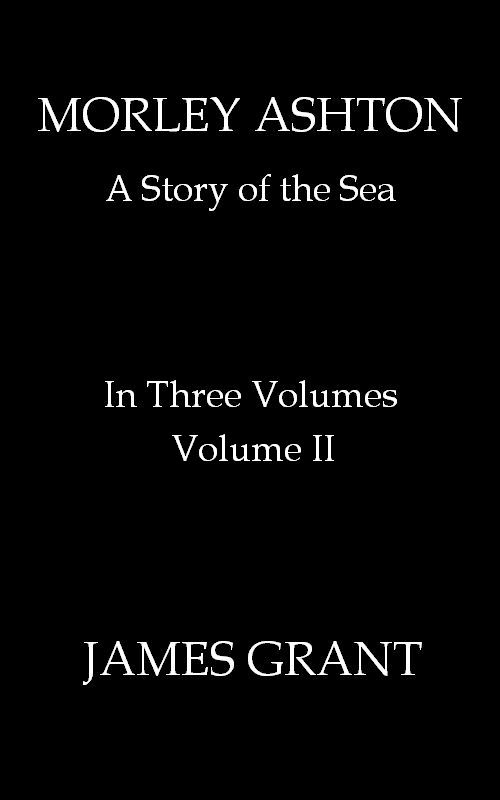 MORLEY ASHTON
A Story of the Sea
In Three Volumes
Volume II
JAMES GRANT